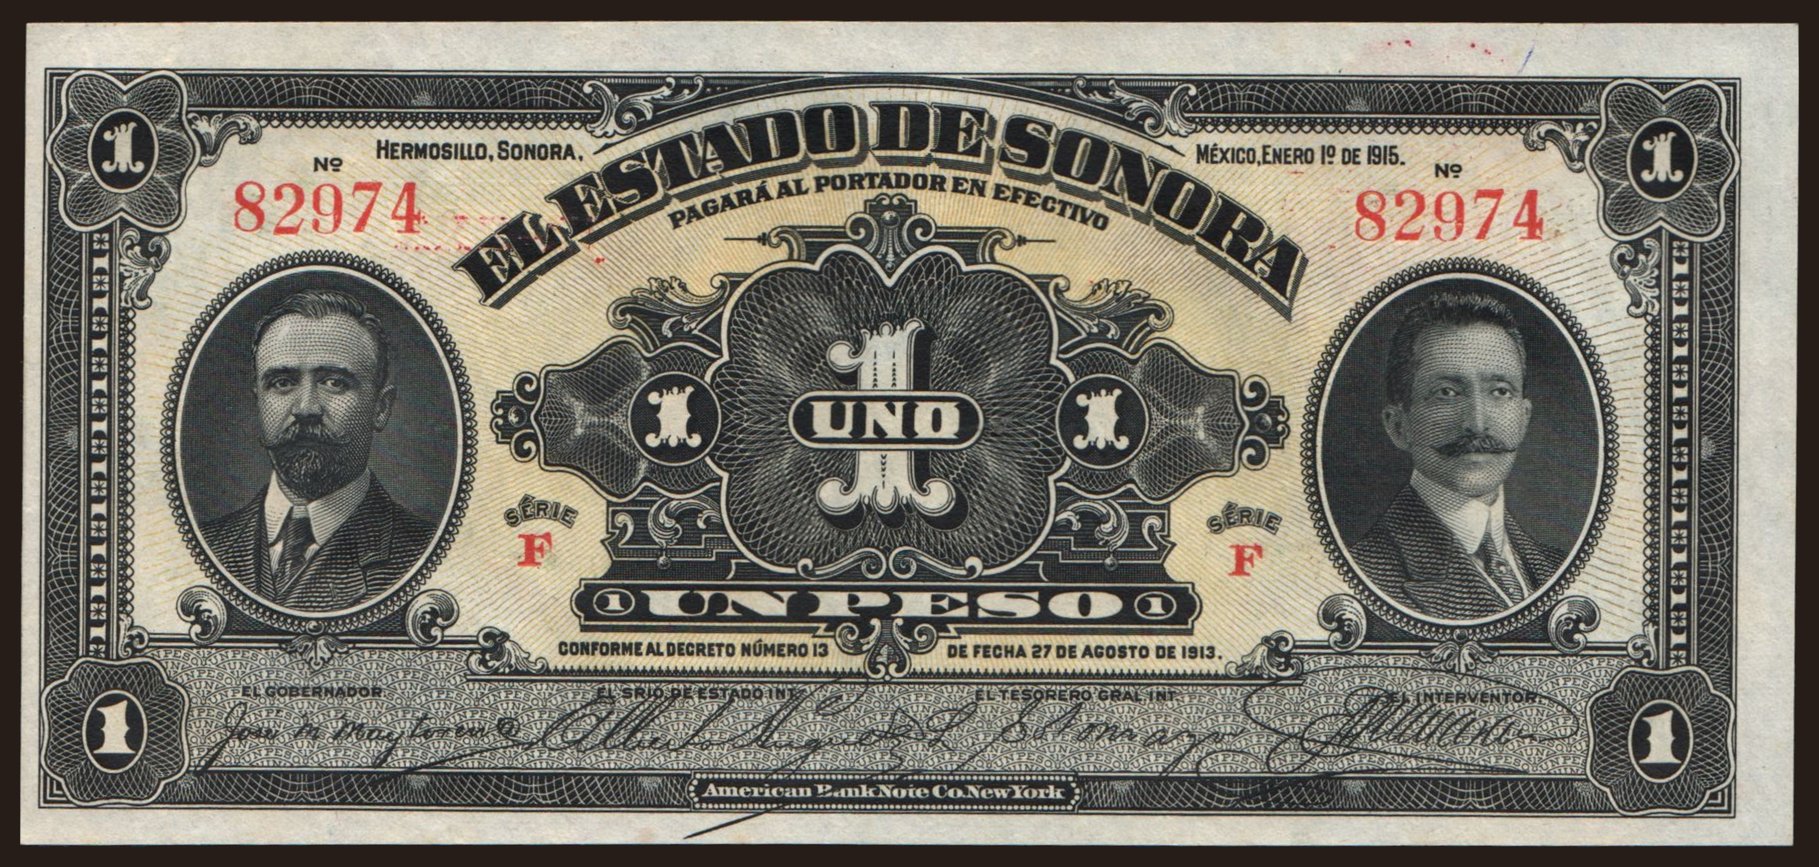 EL ESTADO DE SONORA
HERMOSILLO, SONORA.
MÉXICO, ENERO 1º DE 1915.
Nº
82974
Nº
82974
PAGARÁ AL PORTADOR EN EFECTIVO
1
1
1
1
1
UNO
1
SÉRIE
F
SÉRIE
F
1 UN PESO 1
CONFORME AL DECRETO NÚMERO 13
DE FECHA 27 DE AGOSTO DE 1913.
EL GOBERNADOR
EL SRIO. DE ESTADO INT.
EL TESORERO GRAL. INT.
EL INTERVENTOR.
José M Maytorena
1
1
American Bank Note Co. New York